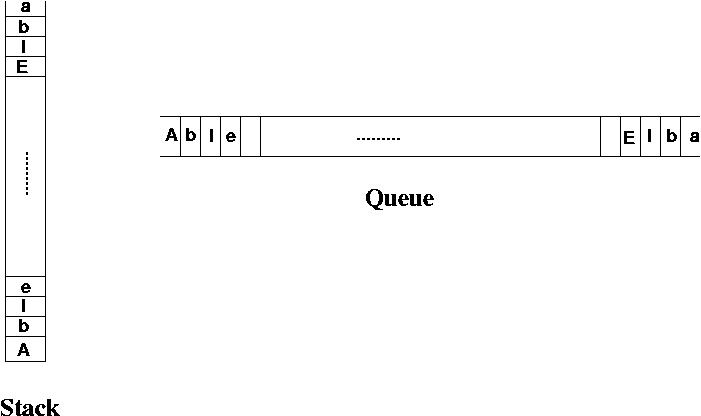 a
b
l
E
---------
e
l
b
A
Stack
A b l e --------- E l b a
Queue